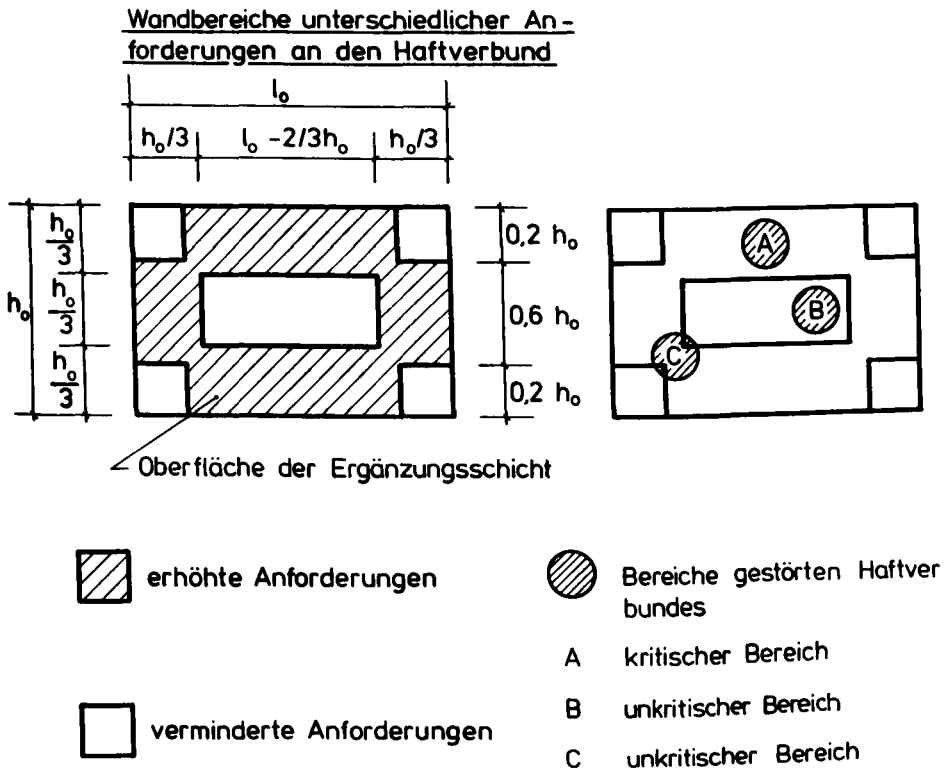 Wandbereiche unterschiedlicher An-
forderungen an den Haftverbund
l₀
h₀/3
l₀ -2/3h₀
h₀/3
h₀
h₀/3
h₀/3
h₀/3
0,2 h₀
0,6 h₀
0,2 h₀
A
B
C
Oberfläche der Ergänzungsschicht
erhöhte Anforderungen
verminderte Anforderungen
Bereiche gestörten Haftver
bundes
A kritischer Bereich
B unkritischer Bereich
C unkritischer Bereich